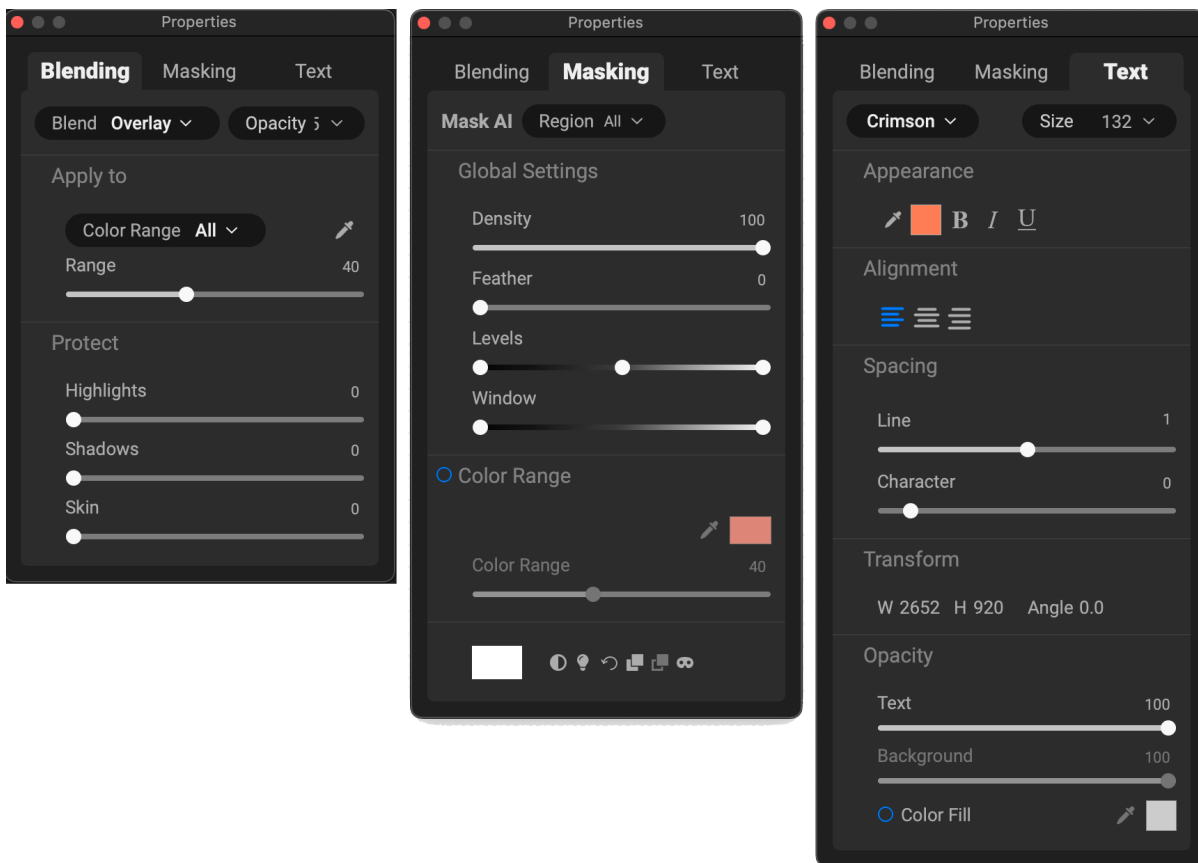 Properties
Blending Masking Text
Blend Overlay Opacity
Apply to
Color Range All
Range 40
Protect
Highlights 0
Shadows 0
Skin 0
Properties
Blending Masking Text
Mask AI Region All
Global Settings
Density 100
Feather 0
Levels
Window
Color Range
Color Range 40
Properties
Blending Masking Text
Crimson Size 132
Appearance
B I U
Alignment
Spacing
Line 1
Character 0
Transform
W 2652 H 920 Angle 0.0
Opacity
Text 100
Background 100
Color Fill